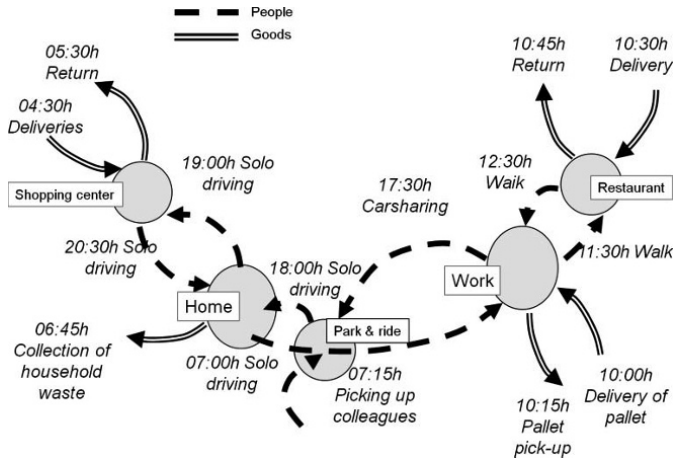 People
Goods
05:30h
Return
04:30h
Deliveries
10:45h
Return
10:30h
Delivery
19:00h Solo
driving
Shopping center
12:30h
Waik
Restaurant
17:30h
Carsharing
20:30h Solo
driving
18:00h Solo
driving
11:30h Walk
Home
Work
Park & ride
06:45h
Collection of
household
waste
07:00h Solo
driving
07:15h
Picking up
colleagues
10:00h
Delivery of
pallet
10:15h
Pallet
pick-up